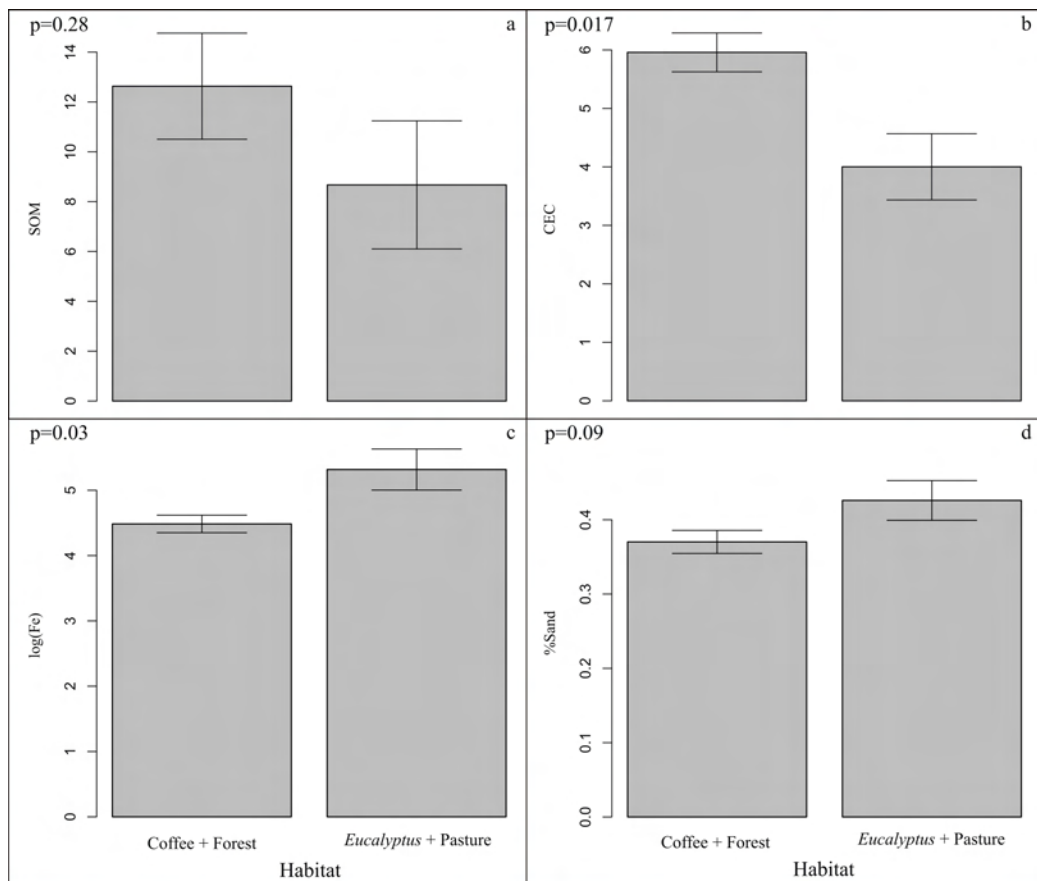 p=0.28 a
14
12
10
8
6
4
2
0
SOM
p=0.017 b
6
5
4
3
2
1
0
CEC
p=0.03 c
5
4
3
2
1
0
log(Fe)
Coffee + Forest Eucalyptus + Pasture
Habitat
p=0.09 d
0.4
0.3
0.2
0.1
0.0
%Sand
Coffee + Forest Eucalyptus + Pasture
Habitat